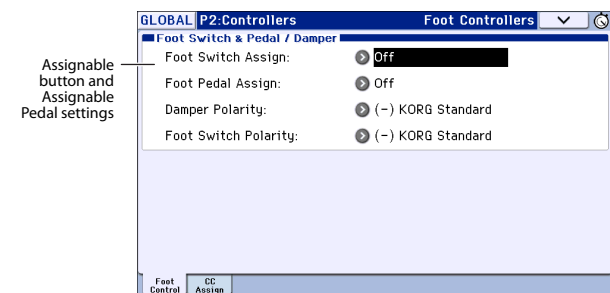 GLOBAL P2:Controllers Foot Controllers
Foot Switch & Pedal / Damper
Assignable
button and
Assignable
Pedal settings
Foot Switch Assign: Off
Foot Pedal Assign: Off
Damper Polarity: (-) KORG Standard
Foot Switch Polarity: (-) KORG Standard
Foot Control
CC Assign